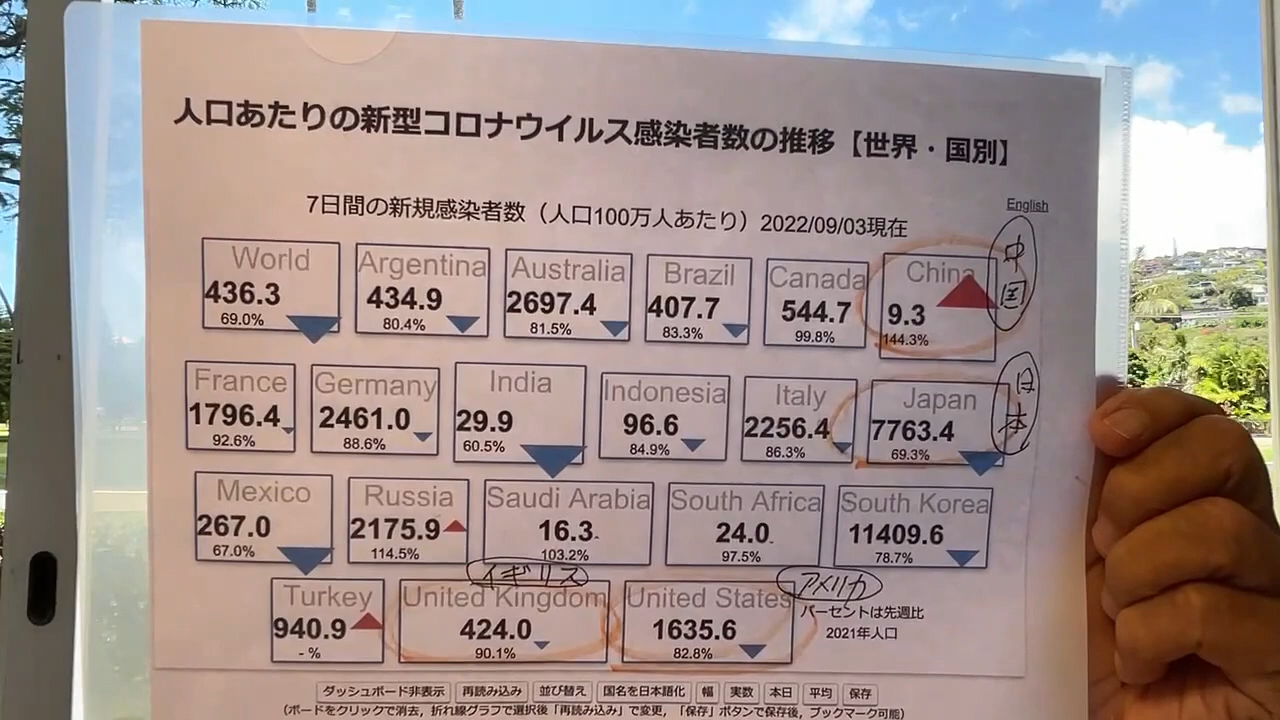 人口あたりの新型コロナウイルス感染者数の推移【世界・国別】
7日間の新規感染者数（人口100万人あたり）2022/09/03現在
English
World
436.3
69.0%
Argentina
434.9
80.4%
Australia
2697.4
81.5%
Brazil
407.7
83.3%
Canada
544.7
99.8%
China
9.3
144.3%
中国
France
1796.4
92.6%
Germany
2461.0
88.6%
India
29.9
60.5%
Indonesia
96.6
84.9%
Italy
2256.4
86.3%
Japan
7763.4
69.3%
日本
Mexico
267.0
67.0%
Russia
2175.9
114.5%
Saudi Arabia
16.3
103.2%
South Africa
24.0
97.5%
South Korea
11409.6
78.7%
Turkey
940.9
- %
イギリス
United Kingdom
424.0
90.1%
アメリカ
United States
1635.6
82.8%
パーセントは先週比
2021年人口
ダッシュボード非表示 再読み込み 並び替え 国名を日本語化 幅 実数 本日 平均 保存
（ボードをクリックで消去，折れ線グラフで選択後「再読み込み」で変更，「保存」ボタンで保存後，ブックマーク可能）